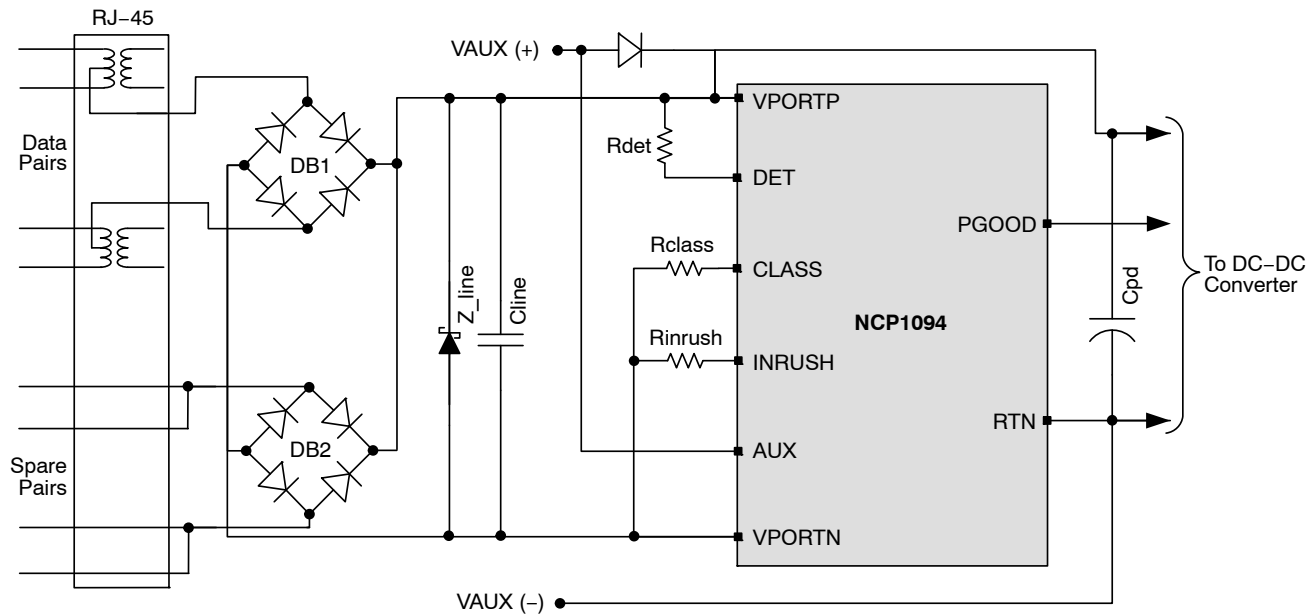 RJ−45
VAUX (+)
Data
Pairs
DB1
Rdet
VPORTP
DET
PGOOD
Rclass
CLASS
Z_line
Cline
NCP1094
Rinrush
INRUSH
Cpd
To DC−DC
Converter
RTN
Spare
Pairs
DB2
AUX
VPORTN
VAUX (−)